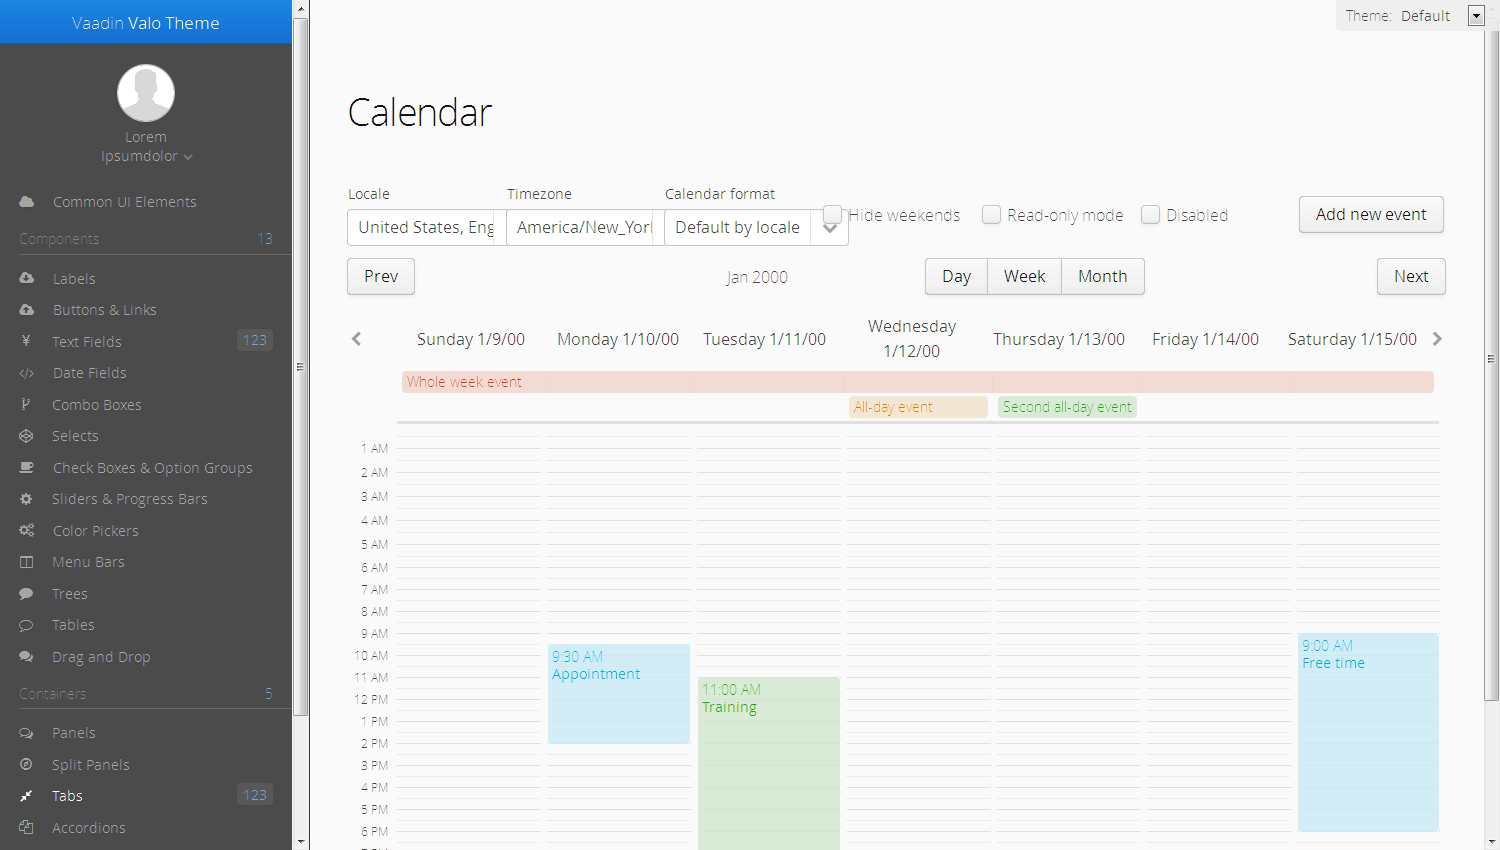 Vaadin Valo Theme
Lorem
Ipsumdolor
Common UI Elements
Components 13
Labels
Buttons & Links
Text Fields 123
Date Fields
Combo Boxes
Selects
Check Boxes & Option Groups
Sliders & Progress Bars
Color Pickers
Menu Bars
Trees
Tables
Drag and Drop
Containers 5
Panels
Split Panels
Tabs 123
Accordions
Theme: Default
Calendar
Locale Timezone Calendar format
United States, Eng America/New_Yor Default by locale Hide weekends Read-only mode Disabled Add new event
Prev Jan 2000 Day Week Month Next
Sunday 1/9/00 Monday 1/10/00 Tuesday 1/11/00 Wednesday 1/12/00 Thursday 1/13/00 Friday 1/14/00 Saturday 1/15/00
Whole week event
All-day event Second all-day event
1 AM
2 AM
3 AM
4 AM
5 AM
6 AM
7 AM
8 AM
9 AM
10 AM
11 AM
12 PM
1 PM
2 PM
3 PM
4 PM
5 PM
6 PM
9:30 AM
Appointment
11:00 AM
Training
9:00 AM
Free time